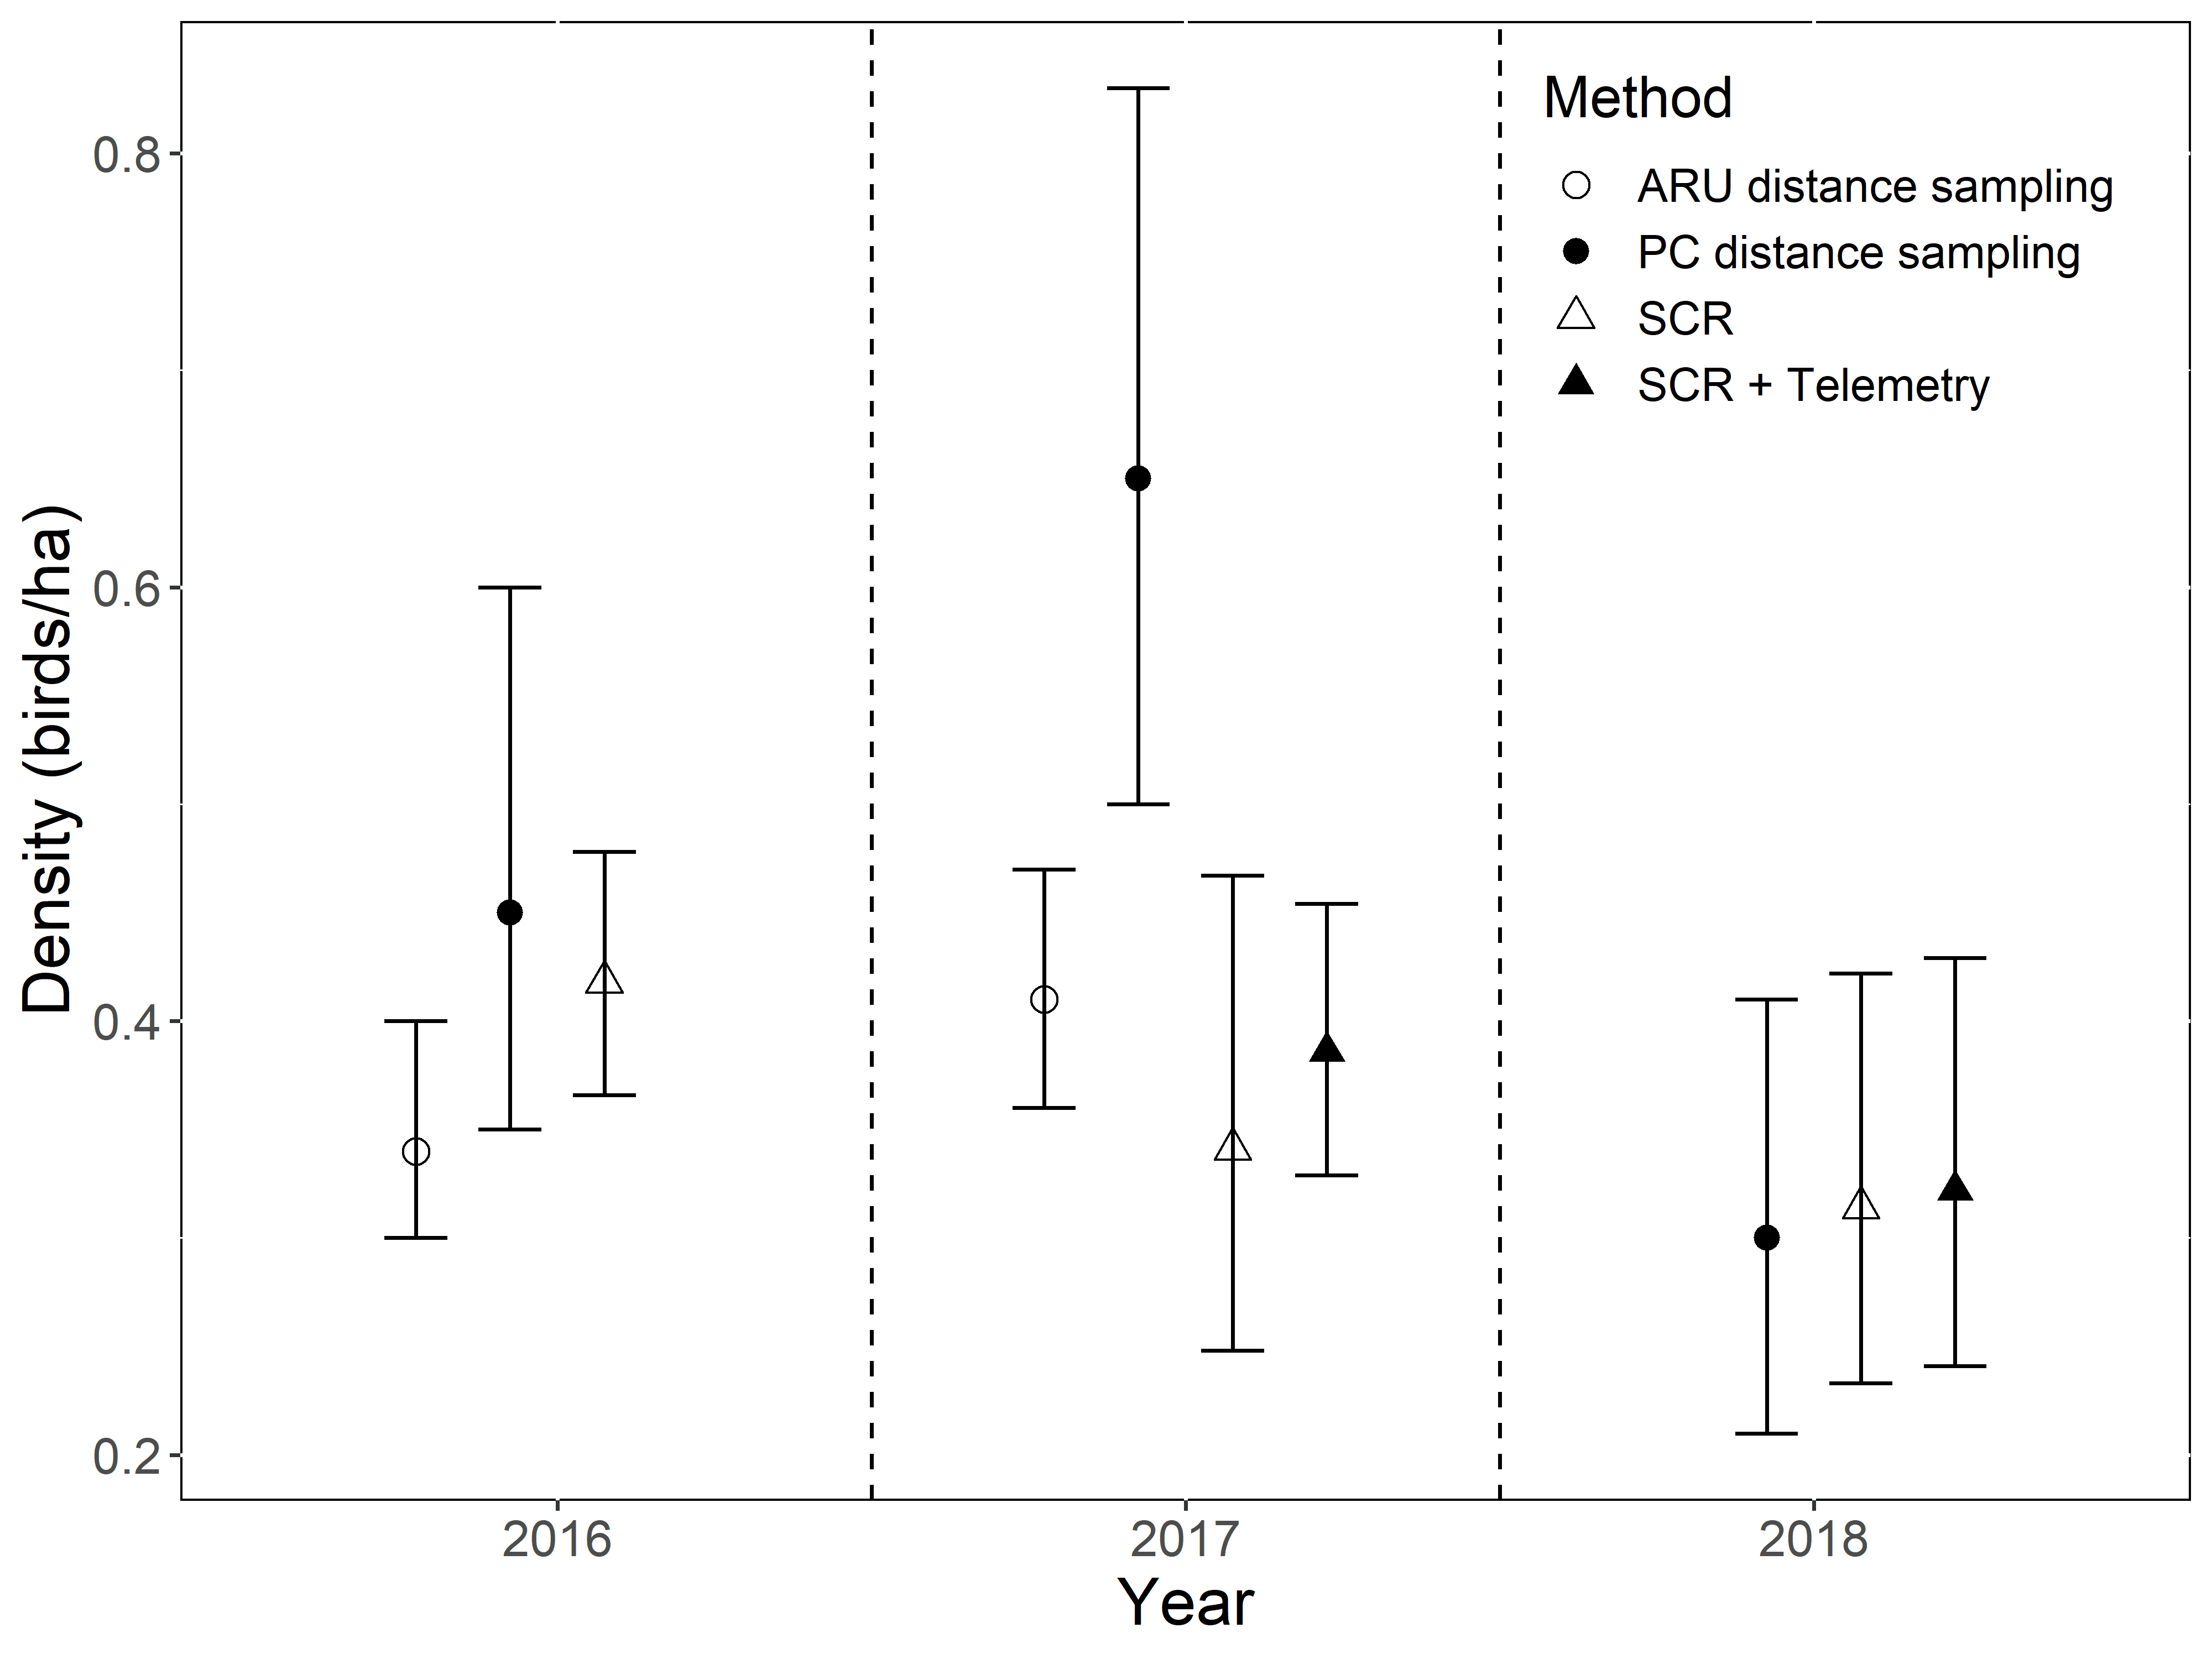 Method
ARU distance sampling
PC distance sampling
SCR
SCR + Telemetry
Density (birds/ha)
0.8
0.6
0.4
0.2
2016
2017
2018
Year